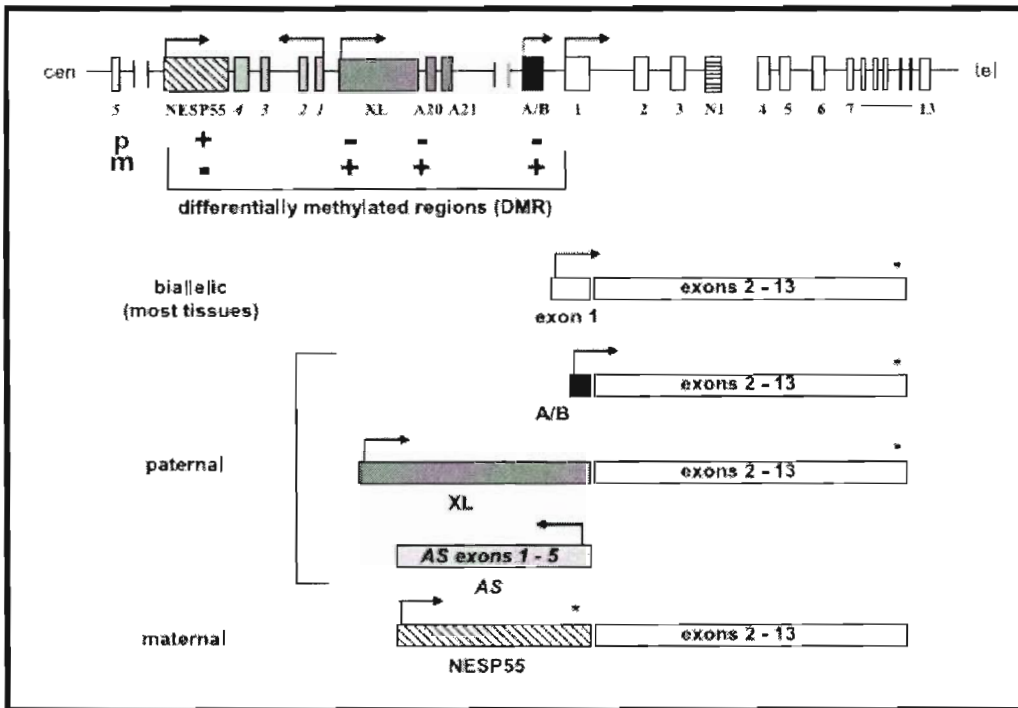 cen tel
5 NESP55 4 3 2 1 XL A20 A21 A/B 1 2 3 N1 4 5 6 7 13
p + - - -
m - + + +
differentially methylated regions (DMR)
biallelic
(most tissues)
*
exons 2 - 13
exon 1
*
exons 2 - 13
A/B
paternal
*
exons 2 - 13
XL
AS exons 1 - 5
AS
maternal
*
exons 2 - 13
NESP55